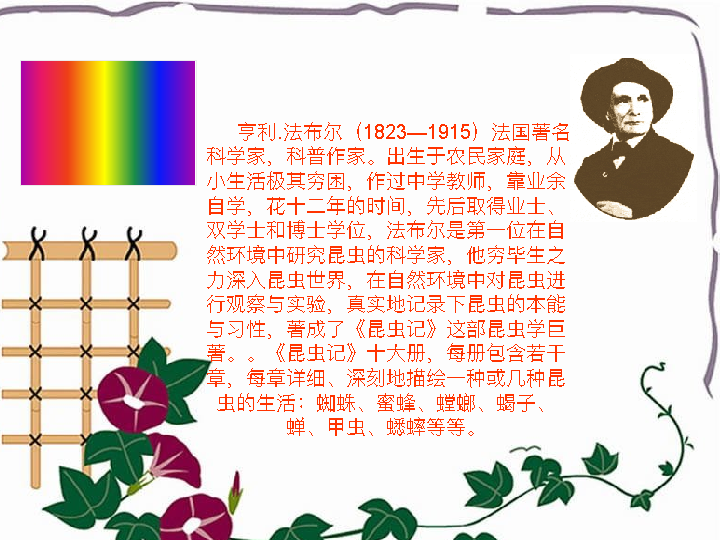 亨利.法布尔（1823—1915）法国著名
科学家，科普作家。出生于农民家庭，从
小生活极其穷困，作过中学教师，靠业余
自学，花十二年的时间，先后取得业士、
双学士和博士学位，法布尔是第一位在自
然环境中研究昆虫的科学家，他穷毕生之
力深入昆虫世界，在自然环境中对昆虫进
行观察与实验，真实地记录下昆虫的本能
与习性，著成了《昆虫记》这部昆虫学巨
著。。《昆虫记》十大册，每册包含若干
章，每章详细、深刻地描绘一种或几种昆
虫的生活：蜘蛛、蜜蜂、螳螂、蝎子、
蝉、甲虫、蟋蟀等等。